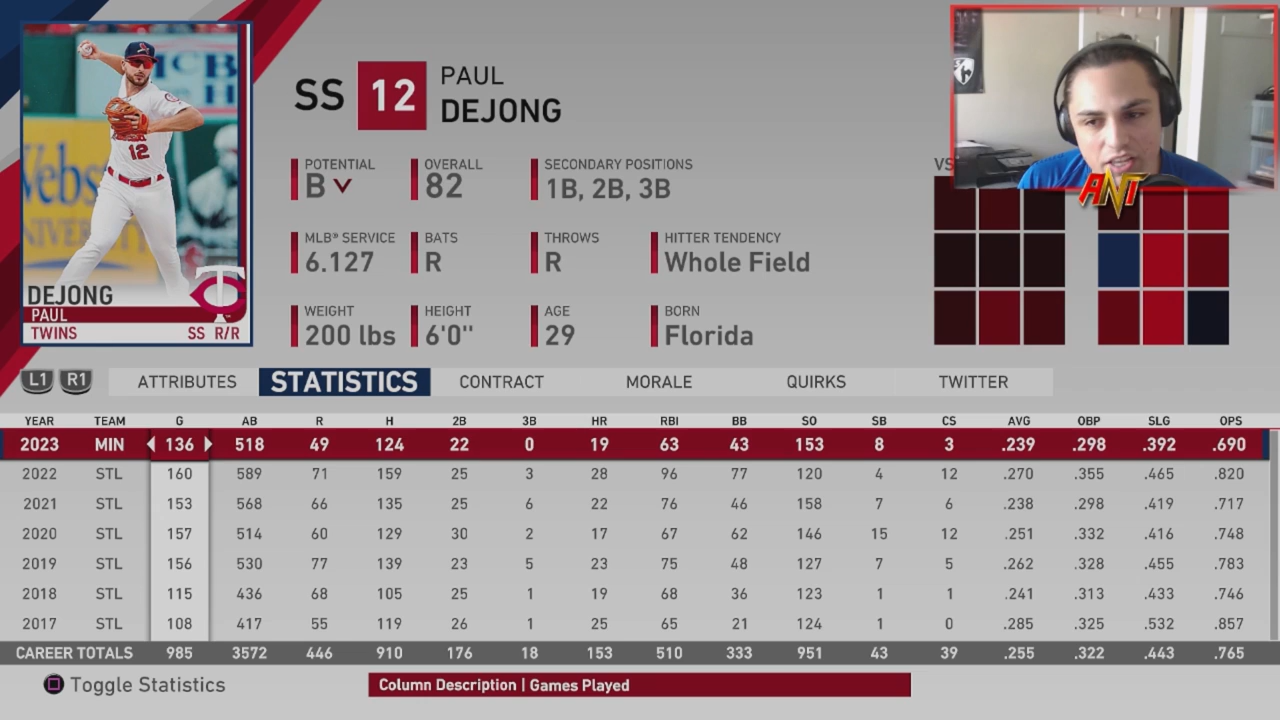 SS 12 PAUL DEJONG
POTENTIAL OVERALL SECONDARY POSITIONS
B 82 1B, 2B, 3B
MLB® SERVICE BATS THROWS HITTER TENDENCY
6.127 R R Whole Field
WEIGHT HEIGHT AGE BORN
200 lbs 6'0" 29 Florida
12
DEJONG
PAUL
TWINS SS R/R
VS
ANT
L1 R1 ATTRIBUTES STATISTICS CONTRACT MORALE QUIRKS TWITTER
YEAR TEAM G AB R H 2B 3B HR RBI BB SO SB CS AVG OBP SLG OPS
2023 MIN 136 518 49 124 22 0 19 63 43 153 8 3 .239 .298 .392 .690
2022 STL 160 589 71 159 25 3 28 96 77 120 4 12 .270 .355 .465 .820
2021 STL 153 568 66 135 25 6 22 76 46 158 7 6 .238 .298 .419 .717
2020 STL 157 514 60 129 30 2 17 67 62 146 15 12 .251 .332 .416 .748
2019 STL 156 530 77 139 23 5 23 75 48 127 7 5 .262 .328 .455 .783
2018 STL 115 436 68 105 25 1 19 68 36 123 1 1 .241 .313 .433 .746
2017 STL 108 417 55 119 26 1 25 65 21 124 1 0 .285 .325 .532 .857
CAREER TOTALS 985 3572 446 910 176 18 153 510 333 951 43 39 .255 .322 .443 .765
Toggle Statistics
Column Description | Games Played